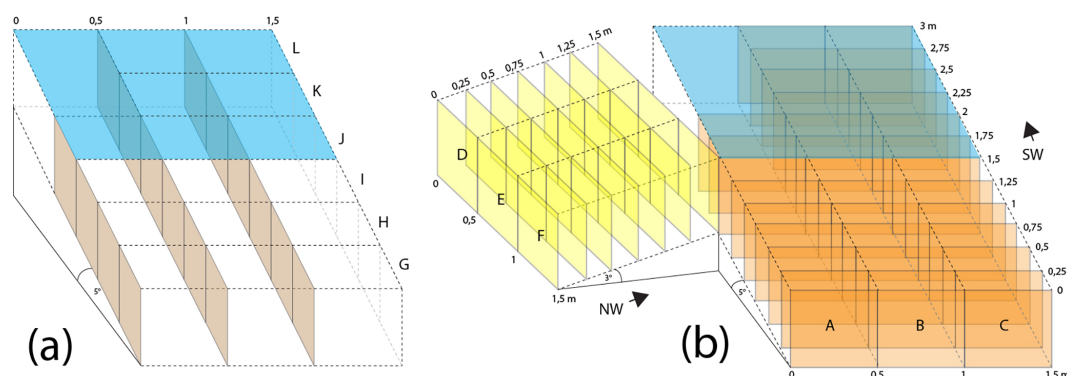 0 0,5 1 1,5
L
K
J
I
H
G
5°
(a)
0 0,25 0,5 0,75 1 1,25 1,5 m
D
E
F
0
0,5
1
1,5 m
3°
NW
3 m
2,75
2,5
2,25
2
1,75
1,5
1,25
1
0,75
0,5
0,25
0
SW
5°
A B C
0 0,5 1 1,5 m
(b)